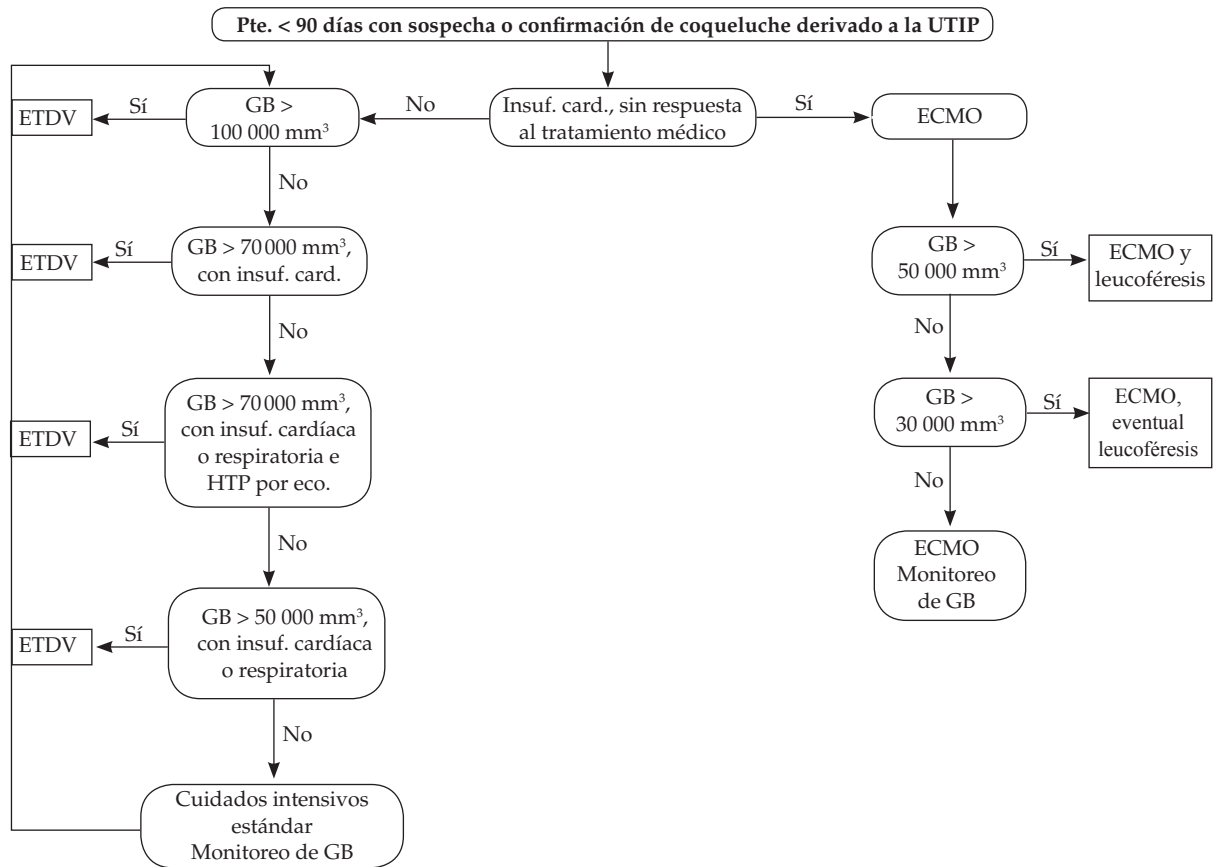 Pte. < 90 días con sospecha o confirmación de coqueluche derivado a la UTIP
ETDV
Sí
GB >
100 000 mm³
No
Insuf. card., sin respuesta
al tratamiento médico
Sí
ECMO
No
ETDV
Sí
GB > 70 000 mm³,
con insuf. card.
GB >
50 000 mm³
Sí
ECMO y
leucoféresis
No
No
ETDV
Sí
GB > 70 000 mm³,
con insuf. cardíaca
o respiratoria e
HTP por eco.
GB >
30 000 mm³
Sí
ECMO,
eventual
leucoféresis
No
No
ECMO
Monitoreo
de GB
ETDV
Sí
GB > 50 000 mm³,
con insuf. cardíaca
o respiratoria
No
Cuidados intensivos
estándar
Monitoreo de GB